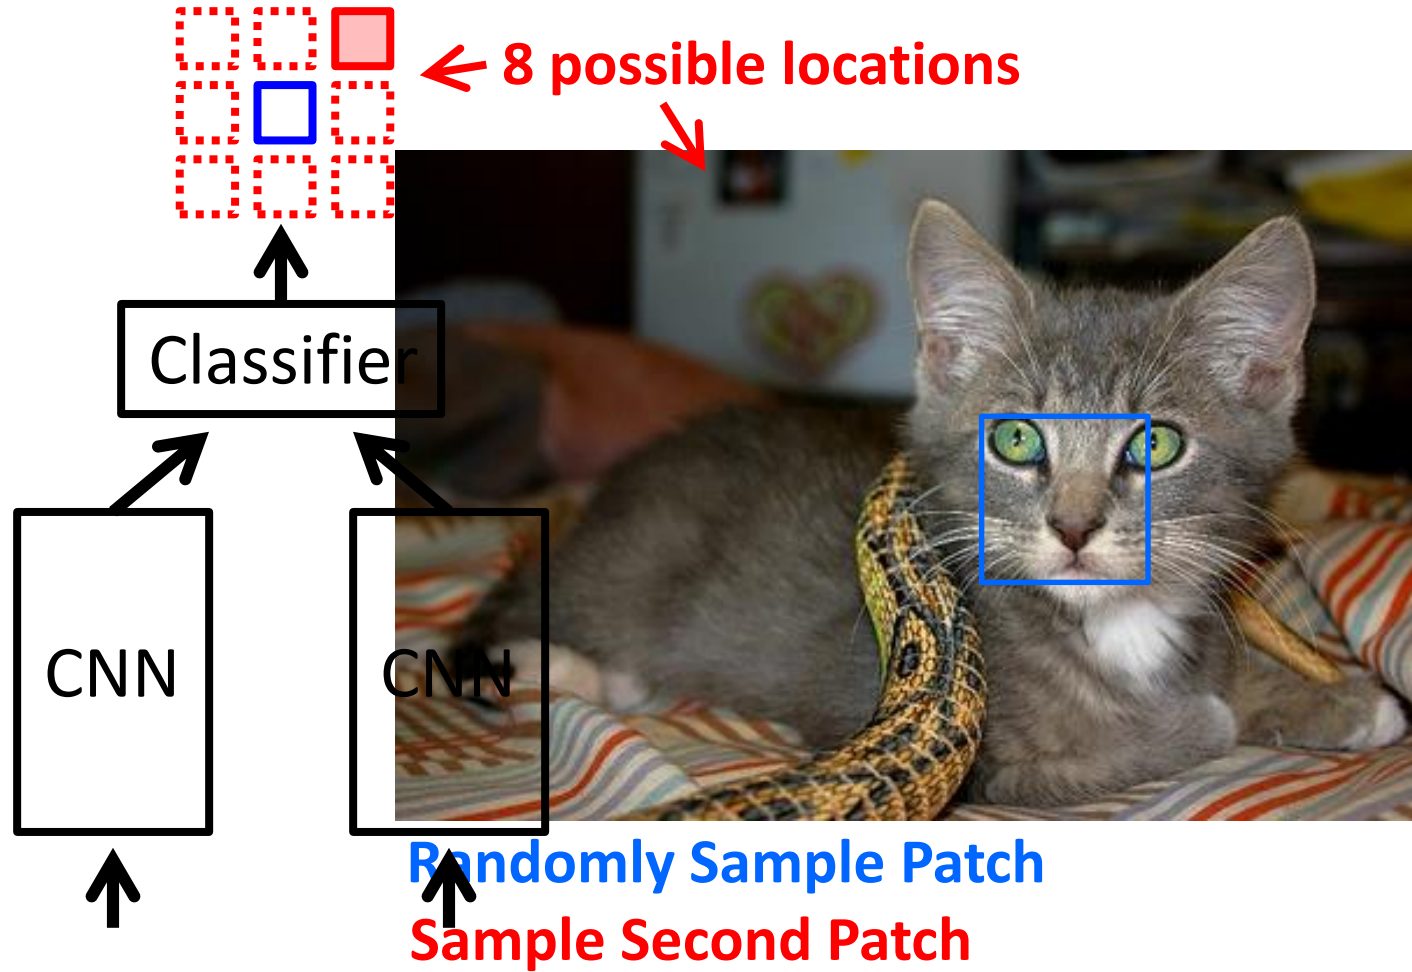 8 possible locations
Classifier
CNN
CNN
Randomly Sample Patch
Sample Second Patch